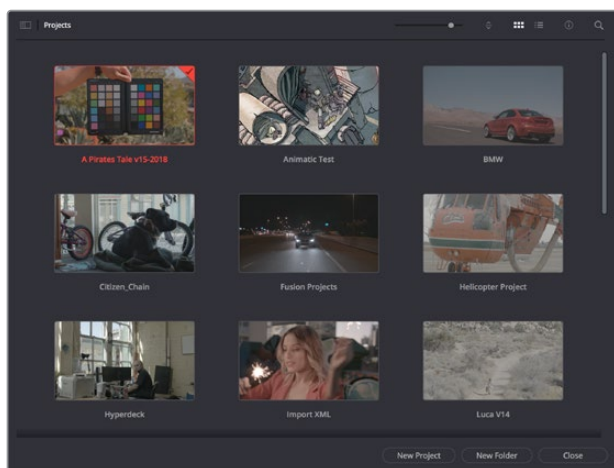 Projects
A Pirates Tale v15-2018
Animatic Test
BMW
Citizen_Chain
Fusion Projects
Helicopter Project
Hyperdeck
Import XML
Luca V14
New Project
New Folder
Close